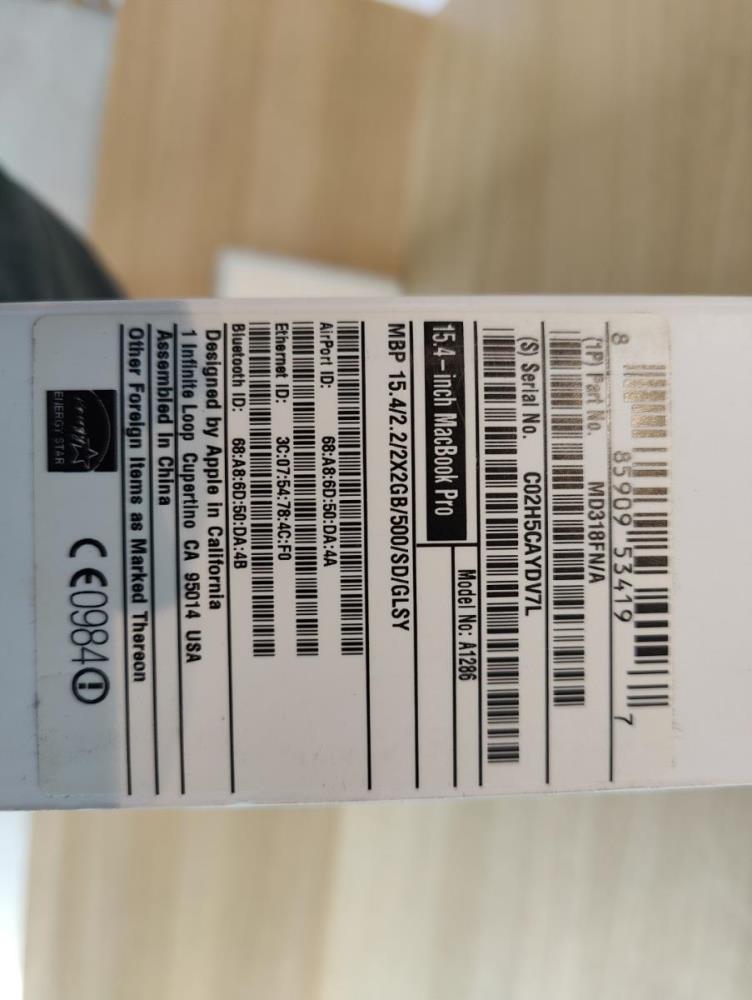 8 85909 53419 7
(1P) Part No. MD318FN/A
(S) Serial No. C02H5CAYDV7L
15.4-inch MacBook Pro
Model No: A1286
MBP 15.4/2.2/2X2GB/500/SD/GLSY
AirPort ID: 68:A8:6D:50:DA:4A
Ethernet ID: 3C:07:54:78:4C:F0
Bluetooth ID: 68:A8:6D:50:DA:4B
Designed by Apple in California
1 Infinite Loop Cupertino CA 95014 USA
Assembled in China
Other Foreign Items as Marked Thereon
energy
ENERGY STAR
CE0984